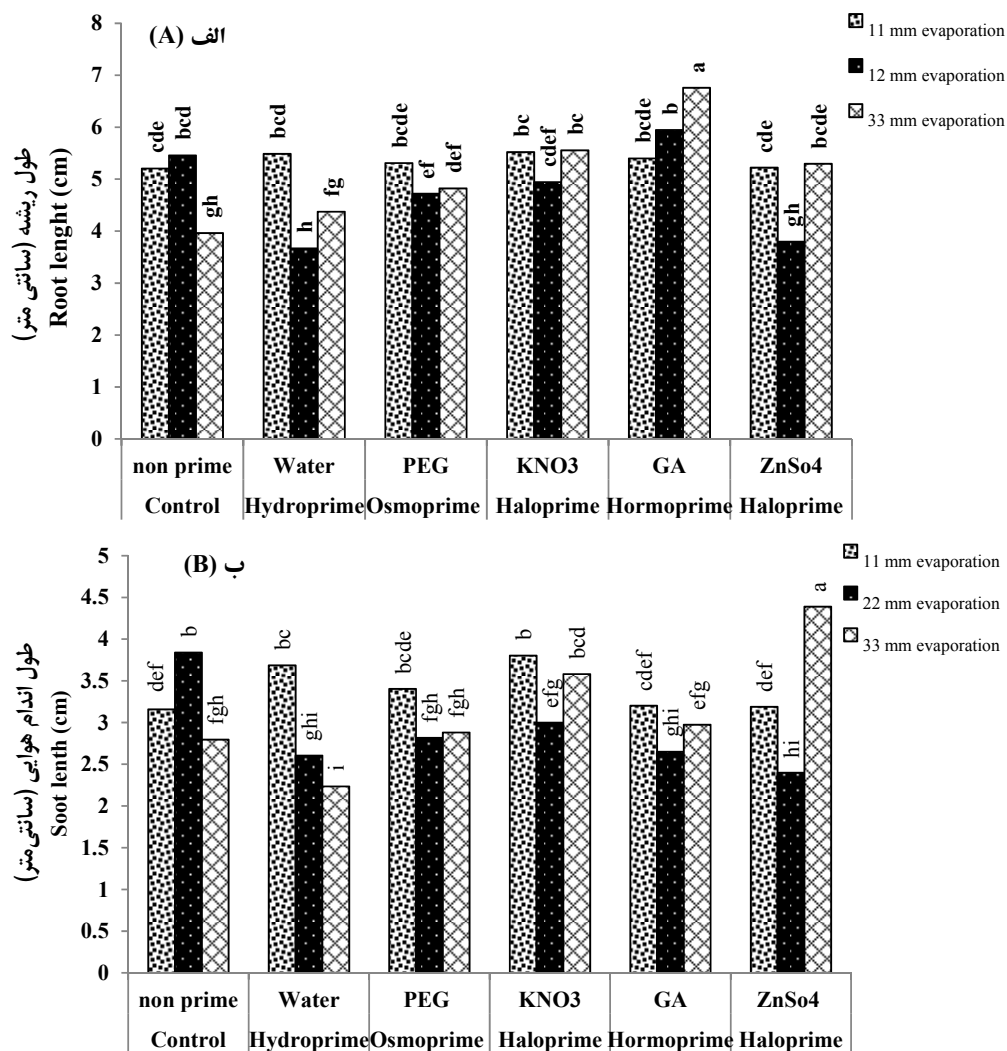 الف (A)
طول ریشه (سانتی متر)
Root lenght (cm)
8
7
6
5
4
3
2
1
0
cde
bcd
gh
bcd
h
fg
bcde
ef
def
bc
cdef
bc
bcde
b
a
cde
gh
bcde
11 mm evaporation
12 mm evaporation
33 mm evaporation
non prime Water PEG KNO3 GA ZnSo4
Control Hydroprime Osmoprime Haloprime Hormoprime Haloprime
ب (B)
طول اندام هوایی (سانتی‌متر)
Soot lenth (cm)
5
4.5
4
3.5
3
2.5
2
1.5
1
0.5
0
def
b
fgh
bc
ghi
i
bcde
fgh
fgh
b
efg
bcd
cdef
ghi
efg
def
hi
a
11 mm evaporation
22 mm evaporation
33 mm evaporation
non prime Water PEG KNO3 GA ZnSo4
Control Hydroprime Osmoprime Haloprime Hormoprime Haloprime